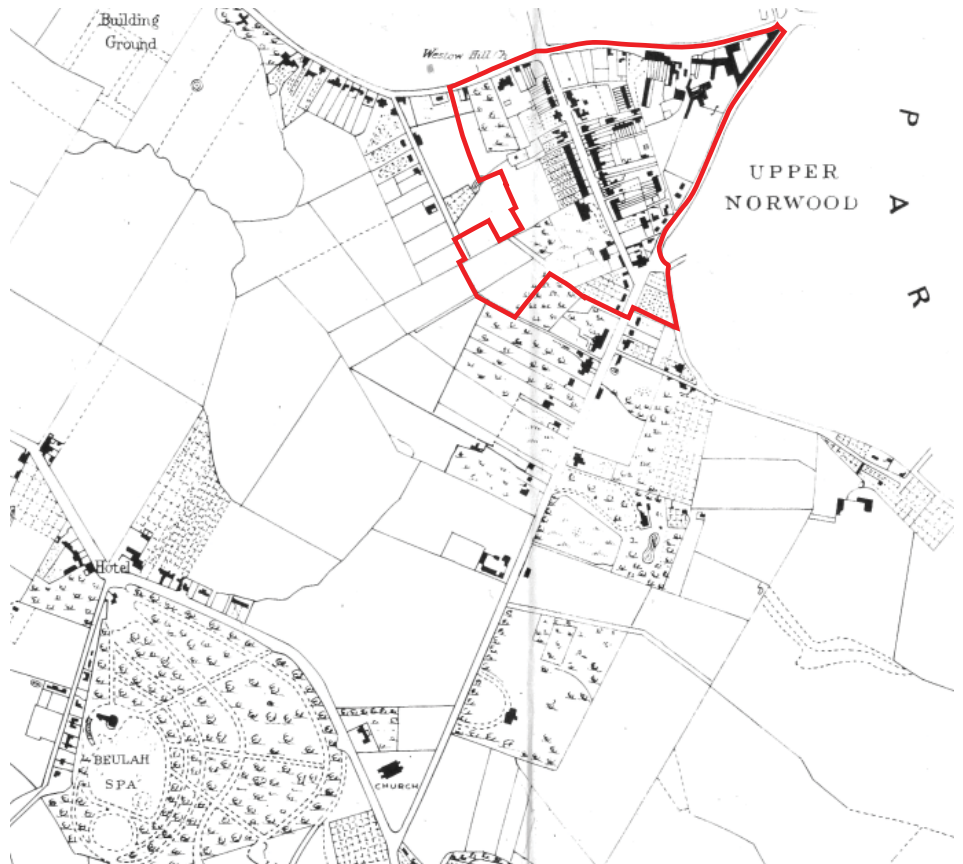 Building
Ground
Westow Hill
P
A
R
UPPER
NORWOOD
Hotel
BEULAH
SPA
CHURCH